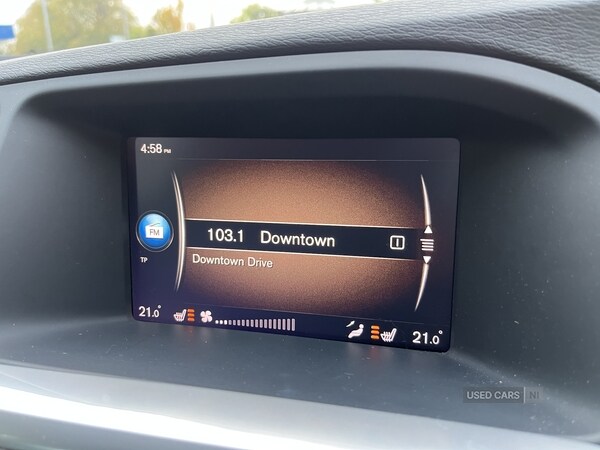 4:58 PM
FM
103.1 Downtown
TP
Downtown Drive
21.0°
21.0°
USED CARS NI